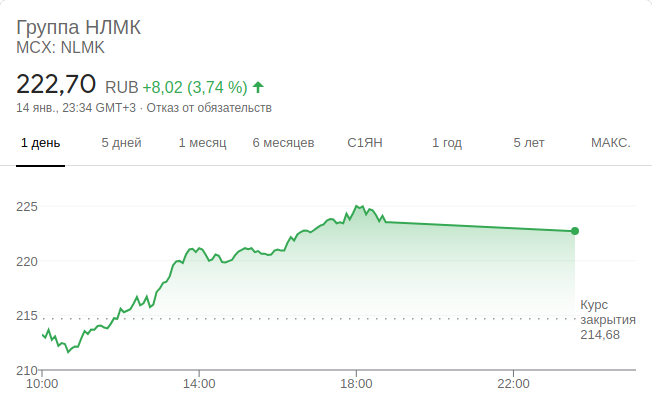 Группа НЛМК
MCX: NLMK
222,70 RUB +8,02 (3,74 %)
14 янв., 23:34 GMT+3 · Отказ от обязательств
1 день 5 дней 1 месяц 6 месяцев С1ЯН 1 год 5 лет МАКС.
225
220
215
210
Курс
закрытия
214,68
10:00 14:00 18:00 22:00